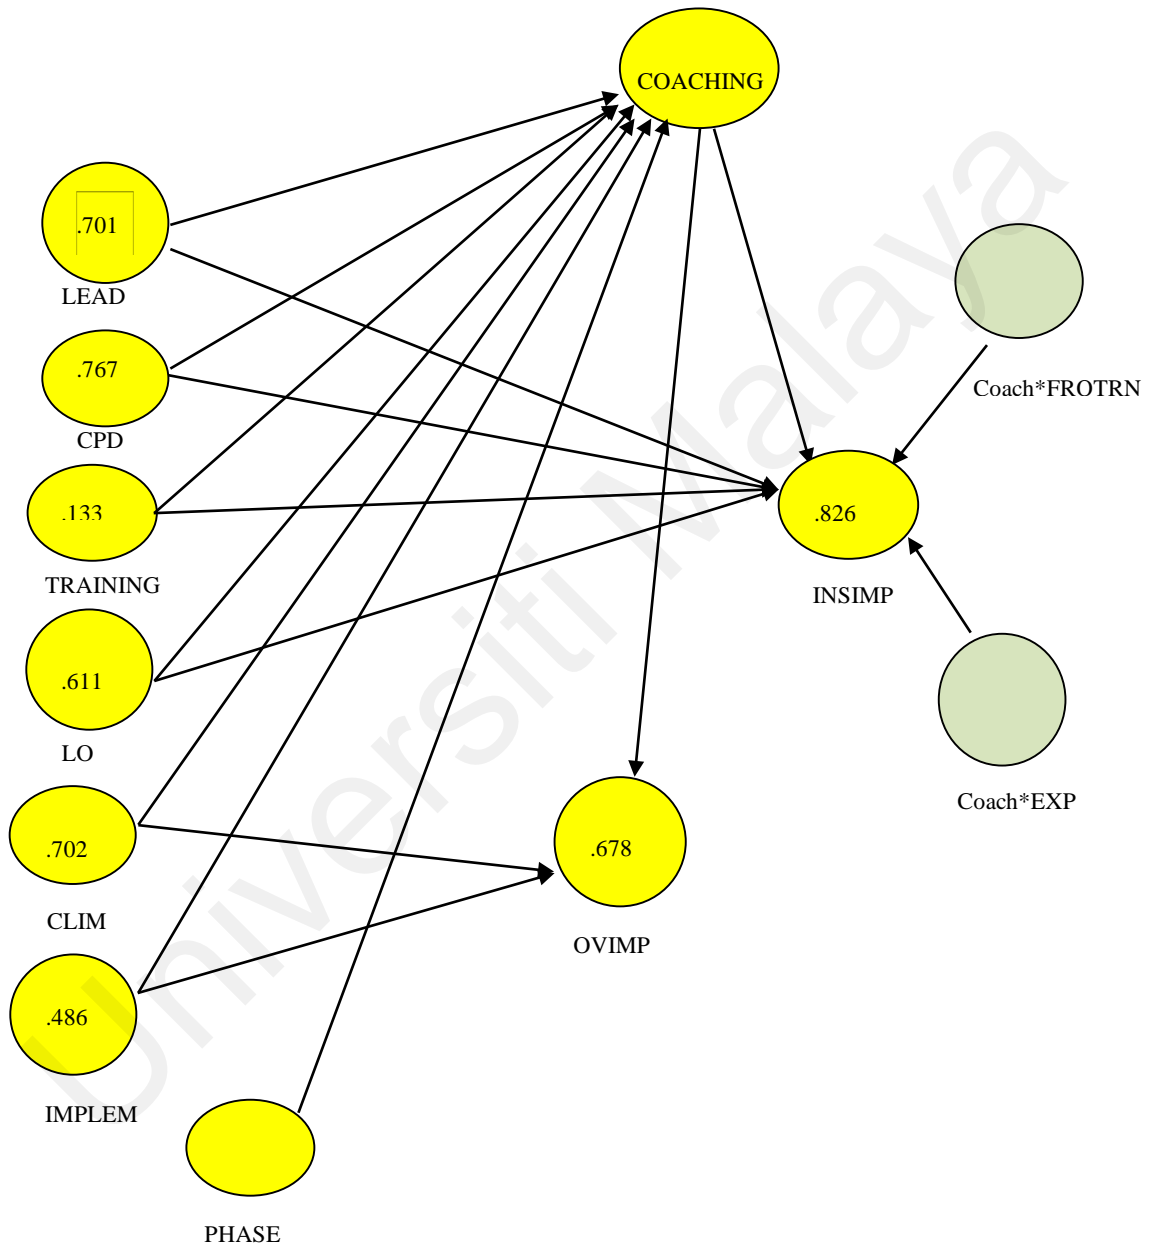 COACHING
.701
LEAD
.767
CPD
.133
TRAINING
.611
LO
.702
CLIM
.486
IMPLEM
PHASE
Coach*FROTRN
.826
INSIMP
Coach*EXP
.678
OVIMP
Universiti Malaya